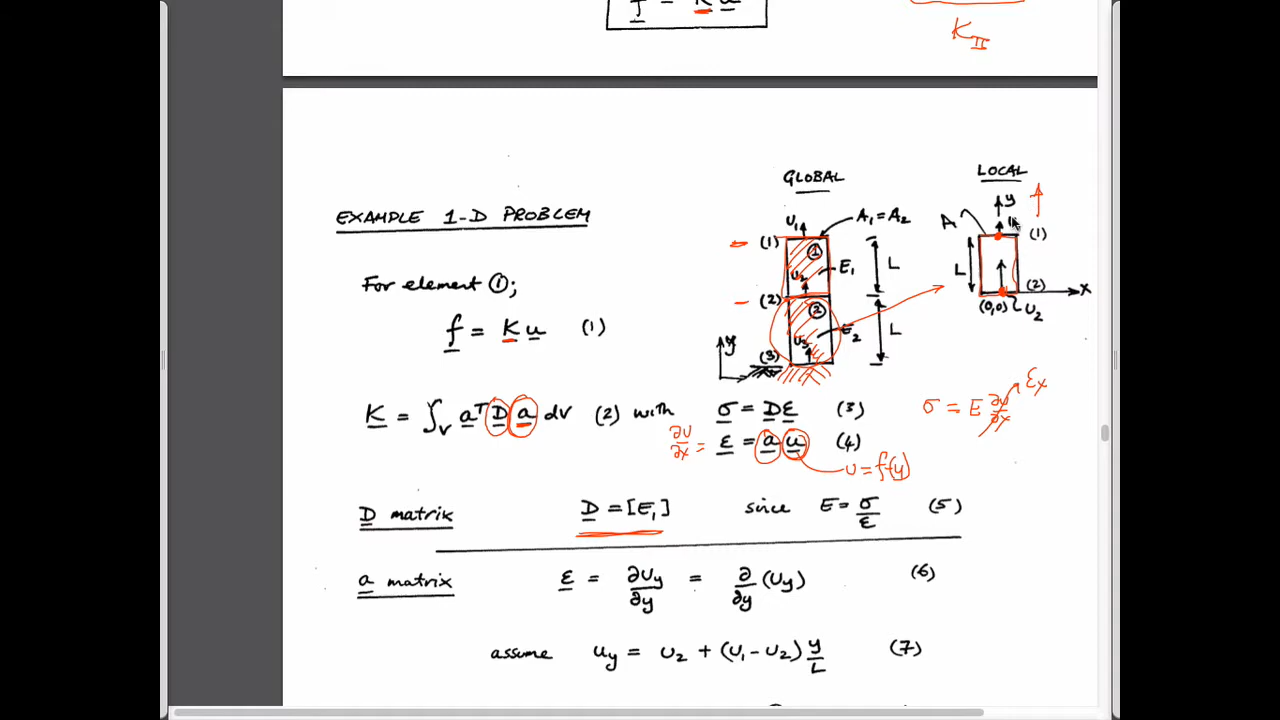 f = K u
K_II
GLOBAL
LOCAL
EXAMPLE 1-D PROBLEM
U₁ A₁ = A₂
y
(1) ① A (1)
E₁ L L
U₂
For element ①;
(2) ② (2) x
(0,0) U₂
f = K u (1)
E₂ L
U₃
y (3)
σ = E ∂u/∂x εx
K = ∫v aᵀ D a dv (2) with σ = D ε (3)
∂u/∂x = ε = a u (4)
u = f(y)
D matrix D = [E₁] since E = σ/ε (5)
a matrix ε = ∂Uy/∂y = ∂/∂y (Uy) (6)
assume uy = U₂ + (U₁ - U₂) y/L (7)